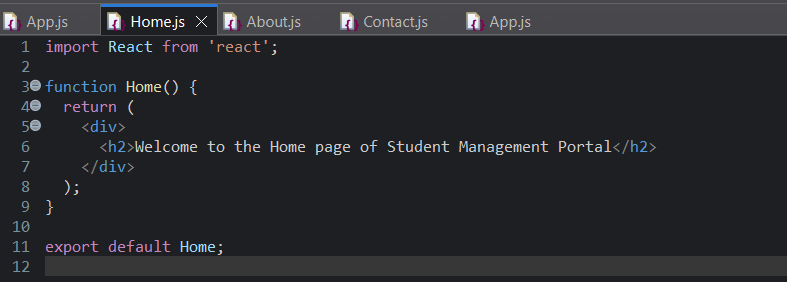 App.js Home.js About.js Contact.js App.js
1 import React from 'react';
2
3 function Home() {
4   return (
5     <div>
6       <h2>Welcome to the Home page of Student Management Portal</h2>
7     </div>
8   );
9 }
10
11 export default Home;
12